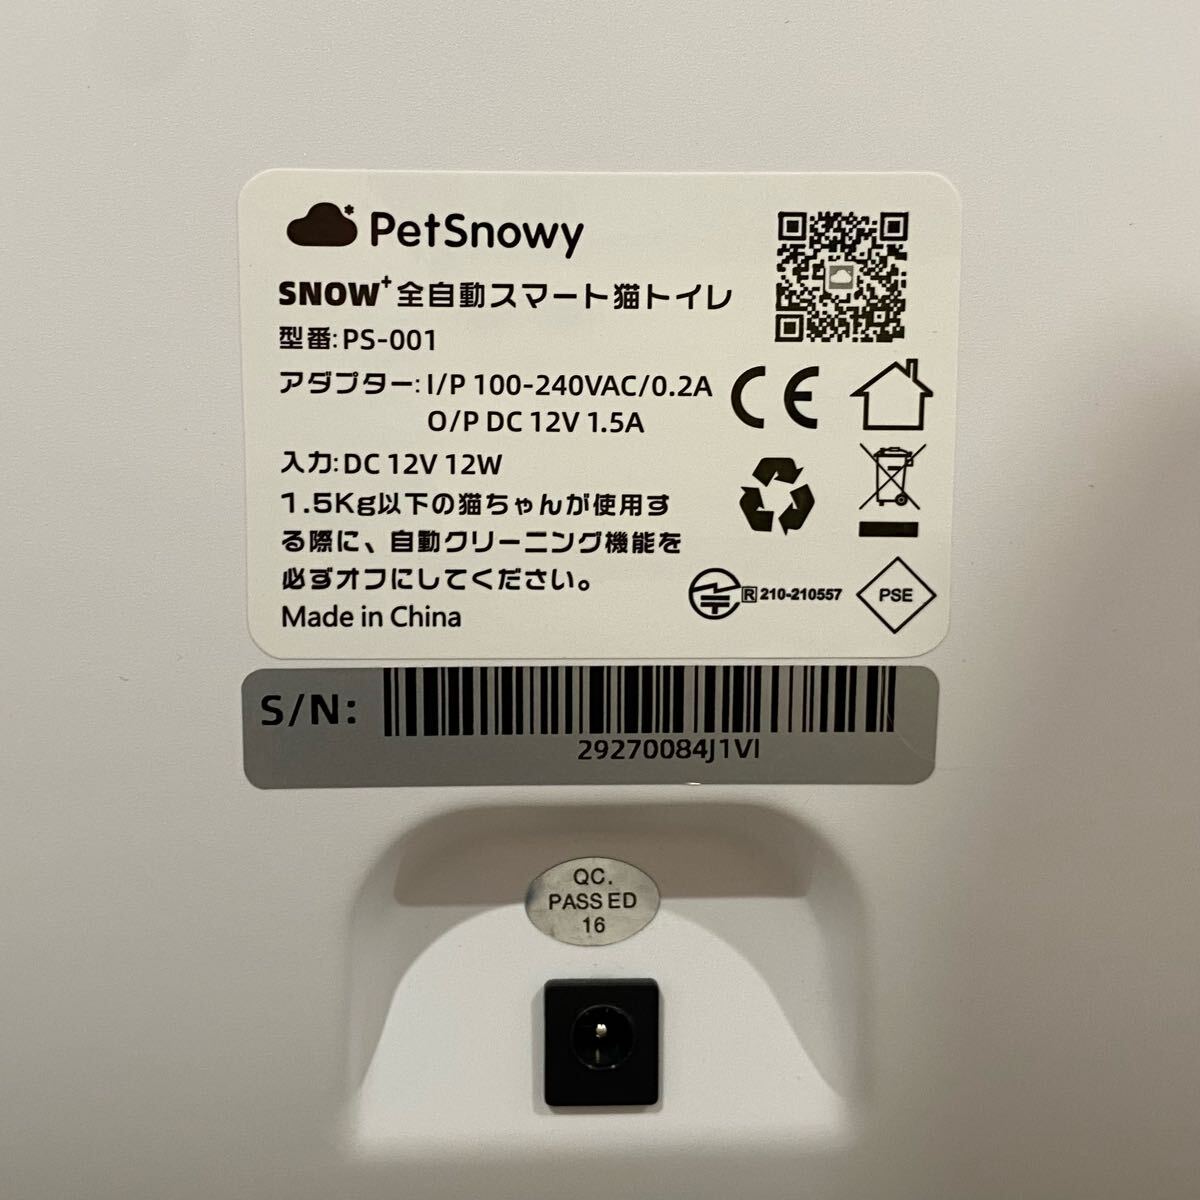 PetSnowy
SNOW+全自動スマート猫トイレ
型番:PS-001
アダプター:I/P 100-240VAC/0.2A
O/P DC 12V 1.5A
入力:DC 12V 12W
1.5Kg以下の猫ちゃんが使用す
る際に、自動クリーニング機能を
必ずオフにしてください。
Made in China
CE
R 210-210557
PSE
S/N:
29270084J1VI
QC.
PASSED
16